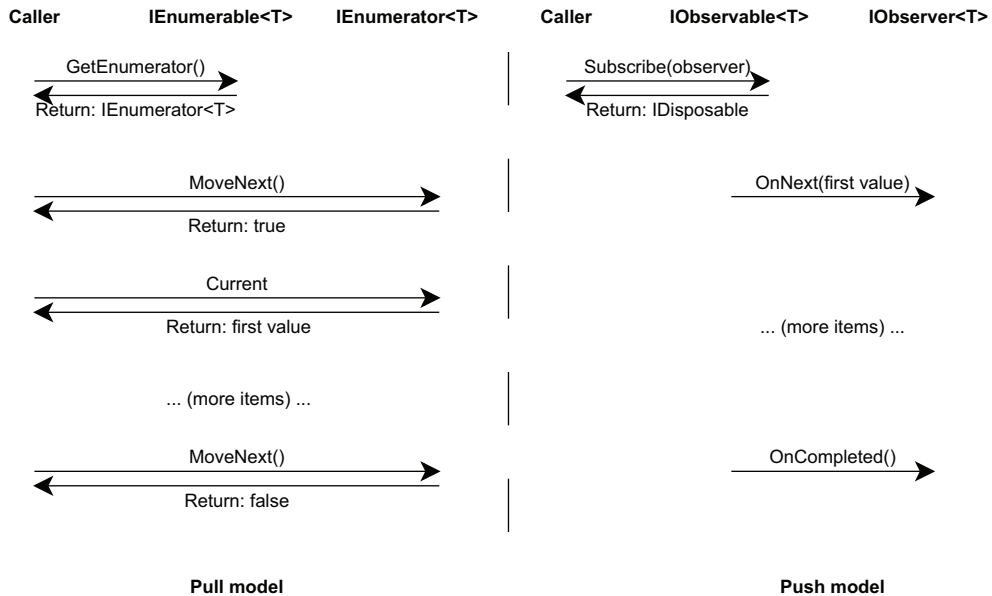 Caller IEnumerable<T> IEnumerator<T> Caller IObservable<T> IObserver<T>
GetEnumerator() Subscribe(observer)
Return: IEnumerator<T> Return: IDisposable
MoveNext() OnNext(first value)
Return: true
Current
Return: first value ... (more items) ...
... (more items) ...
MoveNext() OnCompleted()
Return: false
Pull model Push model